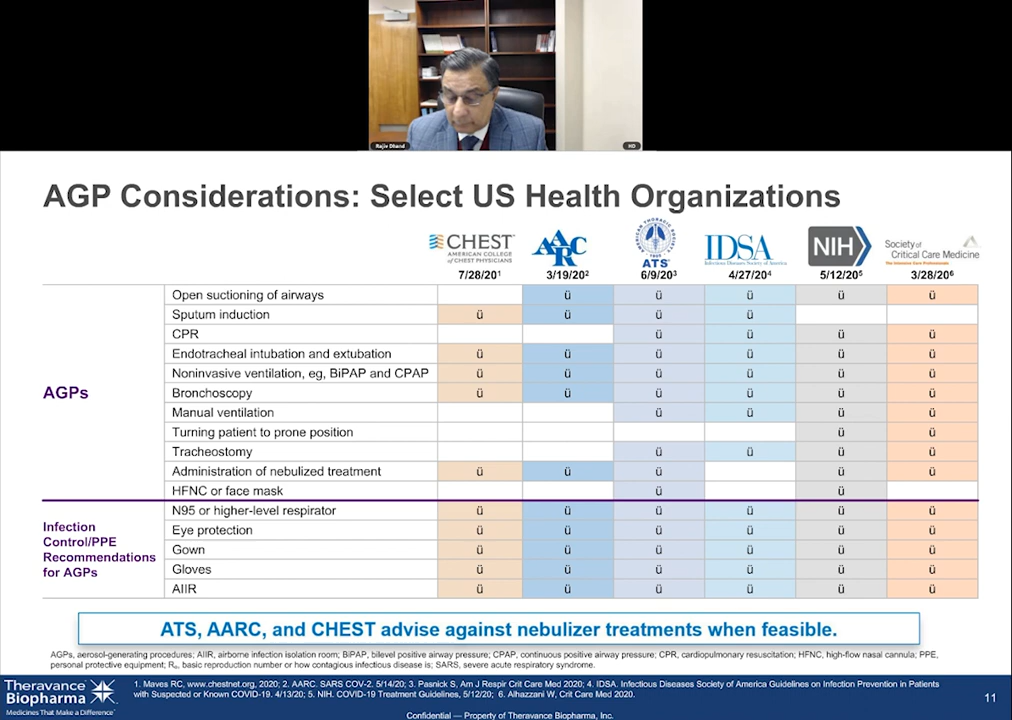 Rajiv Dhand
HD
AGP Considerations: Select US Health Organizations
CHEST
AMERICAN COLLEGE
of CHEST PHYSICIANS
7/28/20¹
AARC
3/19/20²
AMERICAN THORACIC SOCIETY
1905
ATS
6/9/20³
IDSA
Infectious Diseases Society of America
4/27/20⁴
NIH
5/12/20⁵
Society of
Critical Care Medicine
The Intensive Care Professionals
3/28/20⁶
AGPs
Open suctioning of airways ü ü ü ü ü
Sputum induction ü ü ü ü
CPR ü ü ü ü
Endotracheal intubation and extubation ü ü ü ü ü ü
Noninvasive ventilation, eg, BiPAP and CPAP ü ü ü ü ü ü
Bronchoscopy ü ü ü ü ü ü
Manual ventilation ü ü ü ü
Turning patient to prone position ü ü
Tracheostomy ü ü ü ü
Administration of nebulized treatment ü ü ü ü ü
HFNC or face mask ü ü
Infection
Control/PPE
Recommendations
for AGPs
N95 or higher-level respirator ü ü ü ü ü ü
Eye protection ü ü ü ü ü ü
Gown ü ü ü ü ü ü
Gloves ü ü ü ü ü ü
AIIR ü ü ü ü ü ü
ATS, AARC, and CHEST advise against nebulizer treatments when feasible.
AGPs, aerosol-generating procedures; AIIR, airborne infection isolation room; BiPAP, bilevel positive airway pressure; CPAP, continuous positive airway pressure; CPR, cardiopulmonary resuscitation; HFNC, high-flow nasal cannula; PPE,
personal protective equipment; R₀, basic reproduction number or how contagious infectious disease is; SARS, severe acute respiratory syndrome.
Theravance
Biopharma
Medicines That Make a Difference
1. Maves RC, www.chestnet.org, 2020; 2. AARC. SARS COV-2. 5/14/20; 3. Pasnick S, Am J Respir Crit Care Med 2020; 4. IDSA. Infectious Diseases Society of America Guidelines on Infection Prevention in Patients
with Suspected or Known COVID-19. 4/13/20; 5. NIH. COVID-19 Treatment Guidelines, 5/12/20; 6. Alhazzani W, Crit Care Med 2020.
11
Confidential — Property of Theravance Biopharma, Inc.